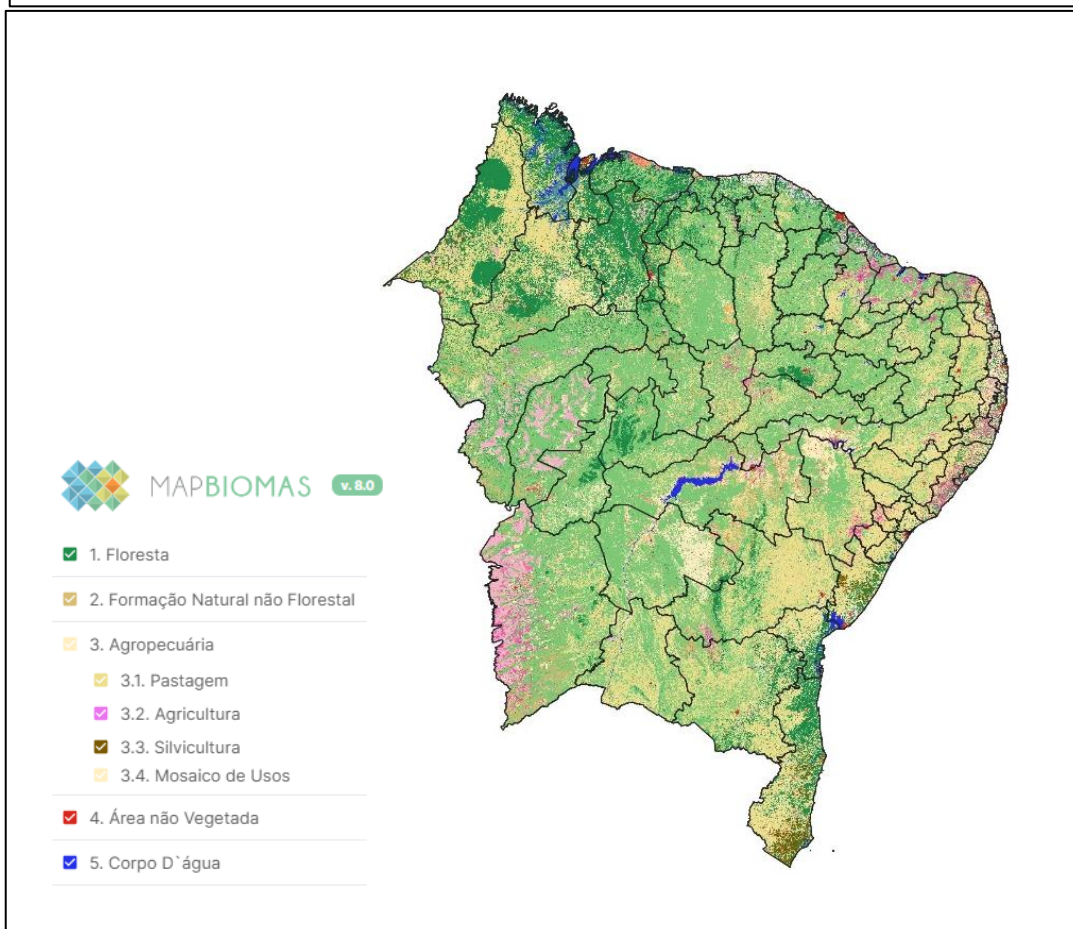 MAPBIOMAS v. 8.0
1. Floresta
2. Formação Natural não Florestal
3. Agropecuária
3.1. Pastagem
3.2. Agricultura
3.3. Silvicultura
3.4. Mosaico de Usos
4. Área não Vegetada
5. Corpo D`água